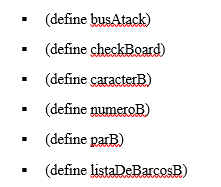 ▪ (define busAtack)
▪ (define checkBoard)
▪ (define caracterB)
▪ (define numeroB)
▪ (define parB)
▪ (define listaDeBarcosB)